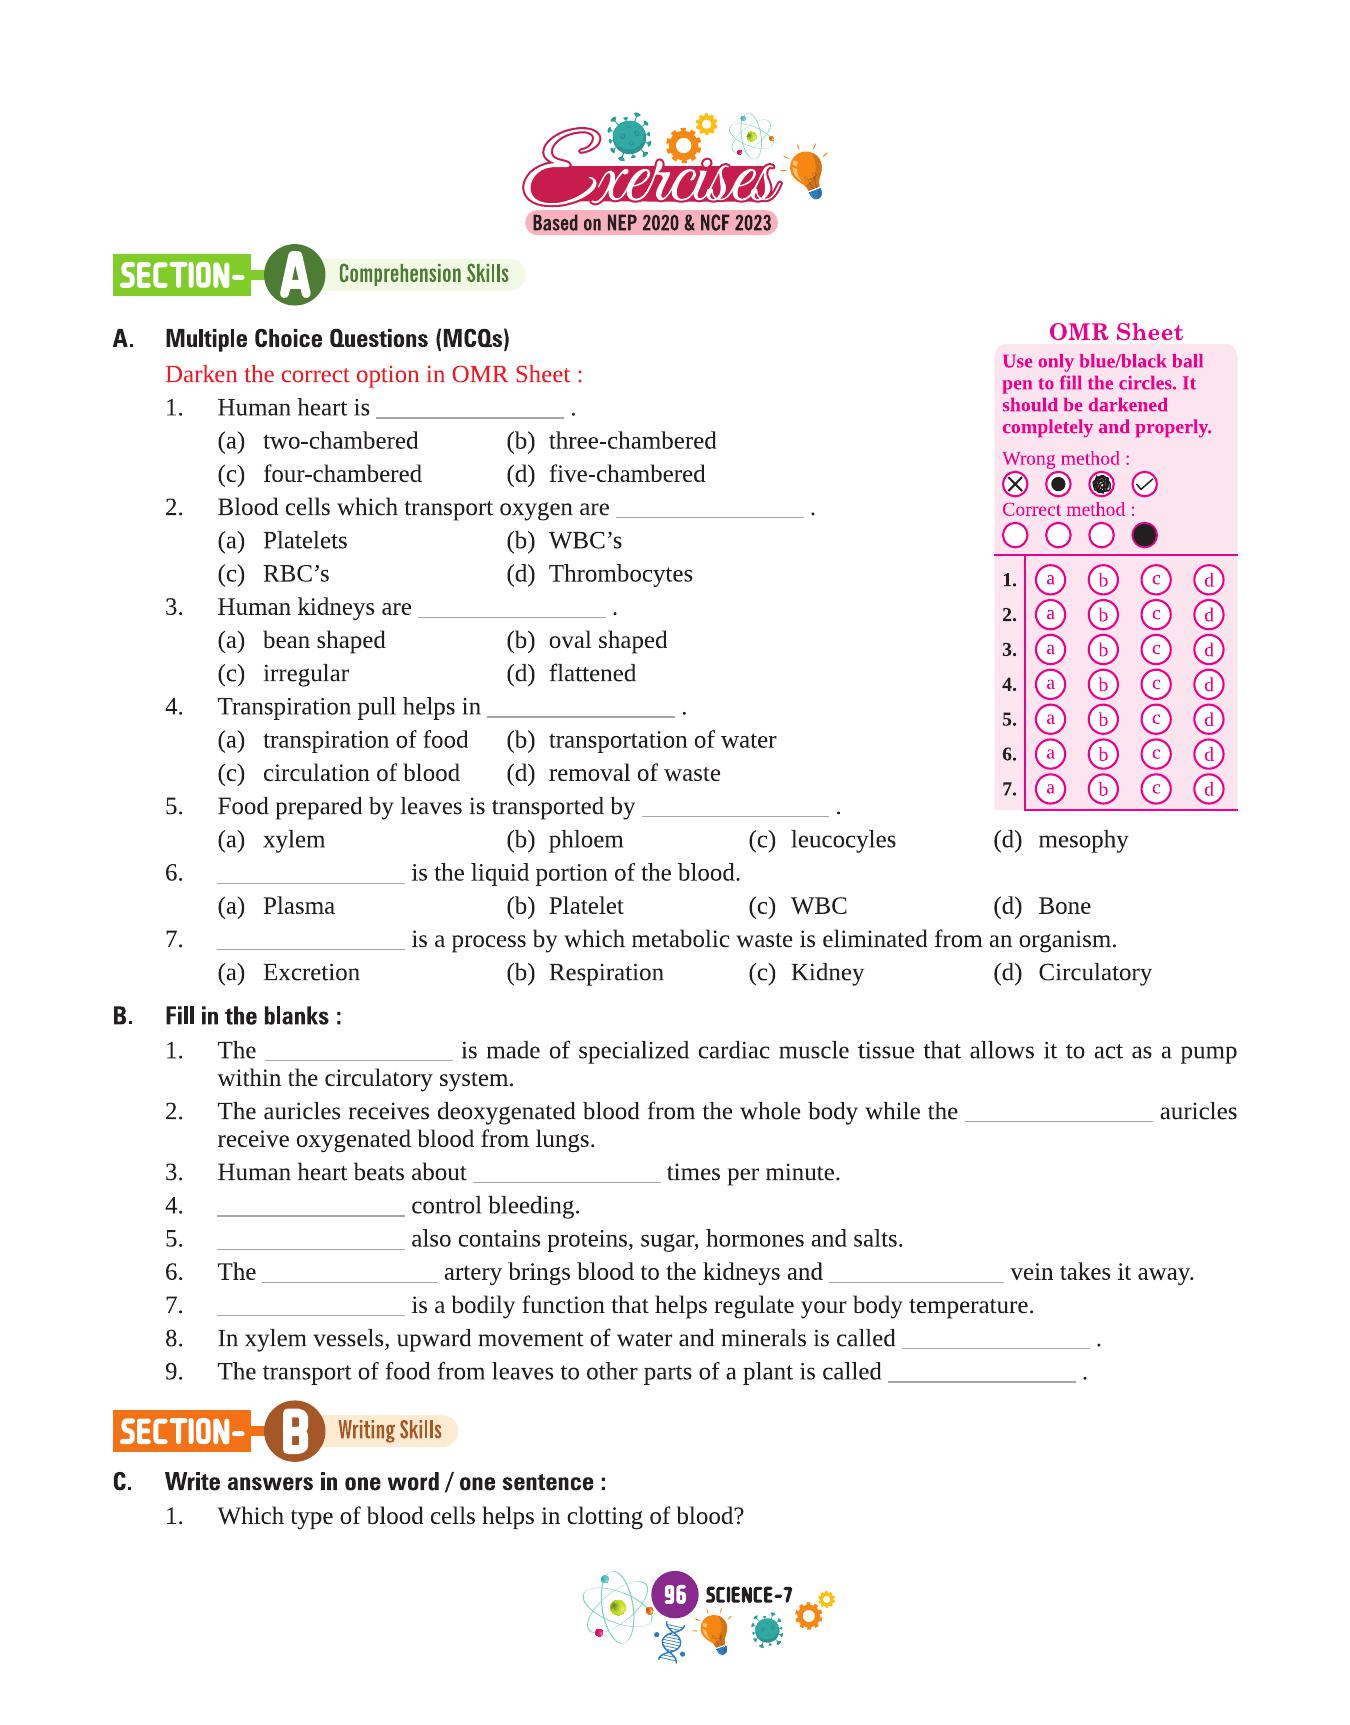 Exercises
Based on NEP 2020 & NCF 2023
SECTION- A Comprehension Skills
A. Multiple Choice Questions (MCQs)
Darken the correct option in OMR Sheet :
1. Human heart is _______________ .
(a) two-chambered (b) three-chambered
(c) four-chambered (d) five-chambered
2. Blood cells which transport oxygen are _______________ .
(a) Platelets (b) WBC’s
(c) RBC’s (d) Thrombocytes
3. Human kidneys are _______________ .
(a) bean shaped (b) oval shaped
(c) irregular (d) flattened
4. Transpiration pull helps in _______________ .
(a) transpiration of food (b) transportation of water
(c) circulation of blood (d) removal of waste
5. Food prepared by leaves is transported by _______________ .
(a) xylem (b) phloem (c) leucocyles (d) mesophy
6. _______________ is the liquid portion of the blood.
(a) Plasma (b) Platelet (c) WBC (d) Bone
7. _______________ is a process by which metabolic waste is eliminated from an organism.
(a) Excretion (b) Respiration (c) Kidney (d) Circulatory
OMR Sheet
Use only blue/black ball
pen to fill the circles. It
should be darkened
completely and properly.
Wrong method :
Correct method :
1. a b c d
2. a b c d
3. a b c d
4. a b c d
5. a b c d
6. a b c d
7. a b c d
B. Fill in the blanks :
1. The _______________ is made of specialized cardiac muscle tissue that allows it to act as a pump
within the circulatory system.
2. The auricles receives deoxygenated blood from the whole body while the _______________ auricles
receive oxygenated blood from lungs.
3. Human heart beats about _______________ times per minute.
4. _______________ control bleeding.
5. _______________ also contains proteins, sugar, hormones and salts.
6. The ______________ artery brings blood to the kidneys and ______________ vein takes it away.
7. _______________ is a bodily function that helps regulate your body temperature.
8. In xylem vessels, upward movement of water and minerals is called _______________ .
9. The transport of food from leaves to other parts of a plant is called _______________ .
SECTION- B Writing Skills
C. Write answers in one word / one sentence :
1. Which type of blood cells helps in clotting of blood?
96 SCIENCE-7